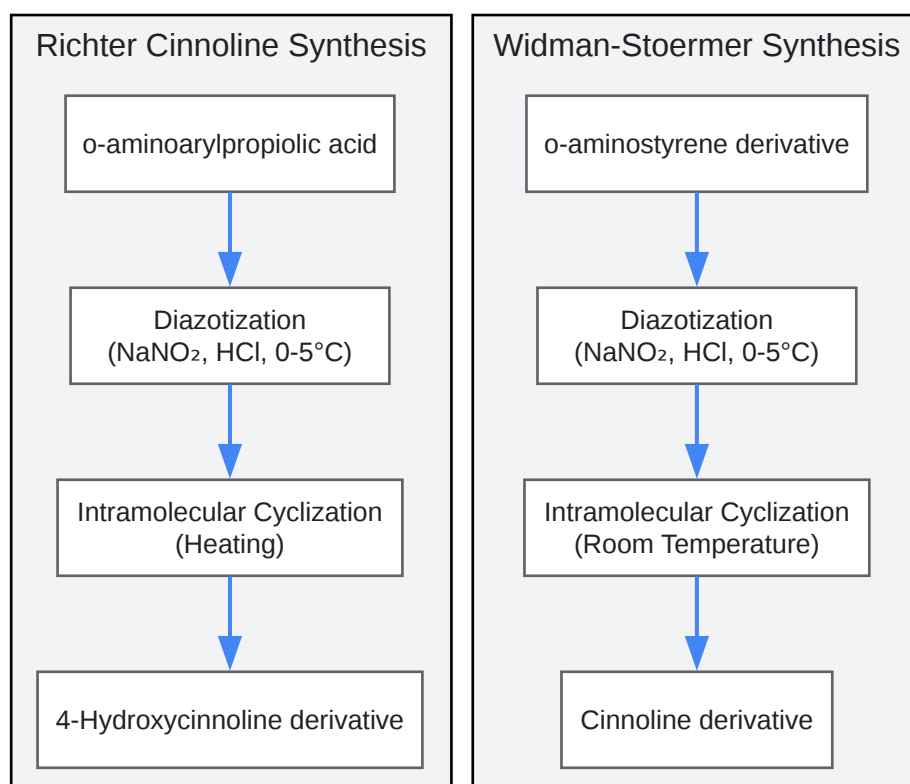 Richter Cinnoline Synthesis
o-aminoarylpropiolic acid
Diazotization
(NaNO₂, HCl, 0-5°C)
Intramolecular Cyclization
(Heating)
4-Hydroxycinnoline derivative
Widman-Stoermer Synthesis
o-aminostyrene derivative
Diazotization
(NaNO₂, HCl, 0-5°C)
Intramolecular Cyclization
(Room Temperature)
Cinnoline derivative